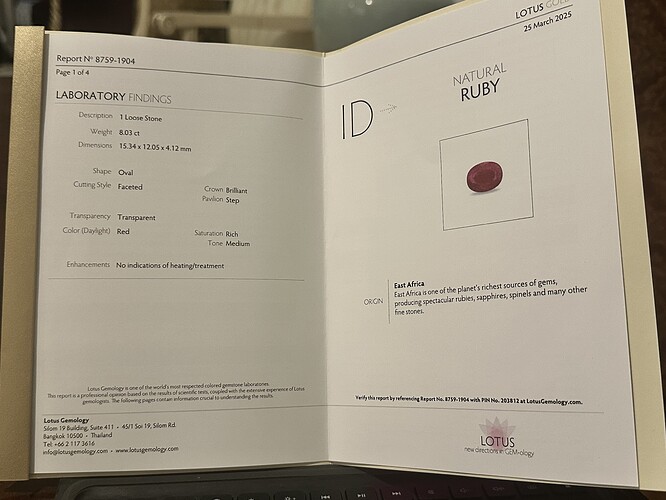 Report Nº 8759-1904
Page 1 of 4
LABORATORY FINDINGS
Description 1 Loose Stone
Weight 8.03 ct
Dimensions 15.34 x 12.05 x 4.12 mm
Shape Oval
Cutting Style Faceted
Crown Brilliant
Pavilion Step
Transparency Transparent
Color (Daylight) Red
Saturation Rich
Tone Medium
Enhancements No indications of heating/treatment
Lotus Gemology is one of the world's most respected colored gemstone laboratories.
This report is a professional opinion based on the results of scientific tests, coupled with the extensive experience of Lotus
gemologists. The following pages contain information crucial to understanding the results.
Lotus Gemology
Silom 19 Building, Suite 411 • 45/1 Soi 19, Silom Rd.
Bangkok 10500 • Thailand
Tel: +66 2 117 3616
info@lotusgemology • www.lotusgemology.com
LOTUS
25 March 2025
ID
NATURAL
RUBY
ORIGIN
East Africa
East Africa is one of the planet's richest sources of gems,
producing spectacular rubies, sapphires, spinels and many other
fine stones.
Verify this report by referencing Report No. 8759-1904 with PIN No. 203812 at LotusGemology.com.
LOTUS
new directions in GEM•ology